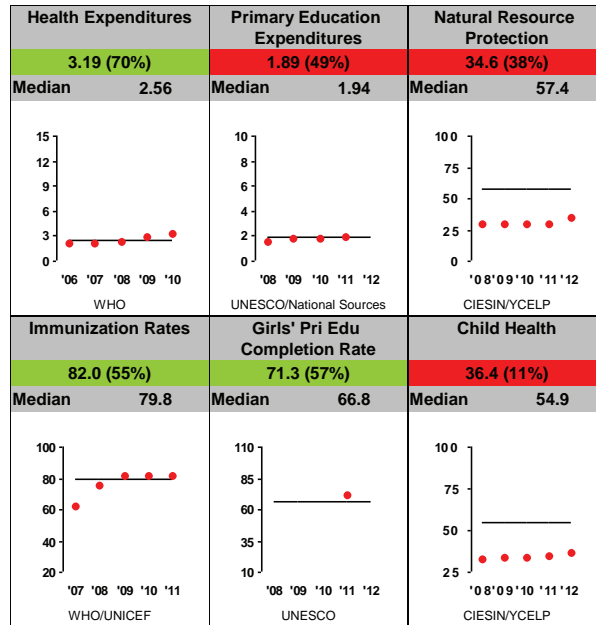 Health Expenditures
3.19 (70%)
Median 2.56
15
12
9
6
3
0
'06 '07 '08 '09 '10
WHO
Primary Education
Expenditures
1.89 (49%)
Median 1.94
10
8
6
4
2
0
'08 '09 '10 '11 '12
UNESCO/National Sources
Natural Resource
Protection
34.6 (38%)
Median 57.4
100
75
50
25
0
'08 '09 '10 '11 '12
CIESIN/YCELP
Immunization Rates
82.0 (55%)
Median 79.8
100
80
60
40
20
'07 '08 '09 '10 '11
WHO/UNICEF
Girls' Pri Edu
Completion Rate
71.3 (57%)
Median 66.8
110
85
60
35
10
'08 '09 '10 '11 '12
UNESCO
Child Health
36.4 (11%)
Median 54.9
100
75
50
25
'08 '09 '10 '11 '12
CIESIN/YCELP